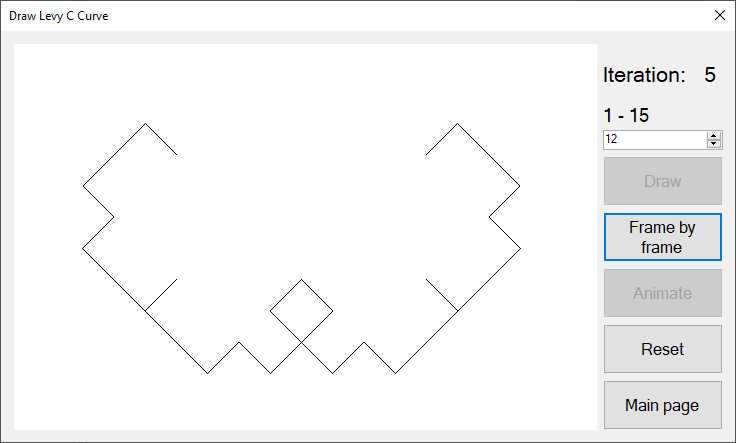 Draw Levy C Curve
Iteration: 5
1 - 15
12
Draw
Frame by
frame
Animate
Reset
Main page